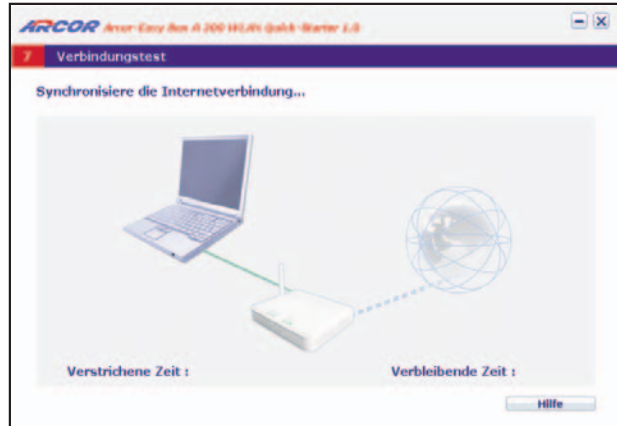 ARCOR Arcor-Easy Box A 300 WLAN Quick-Starter 1.0
7 Verbindungstest
Synchronisiere die Internetverbindung...
Verstrichene Zeit :
Verbleibende Zeit :
Hilfe